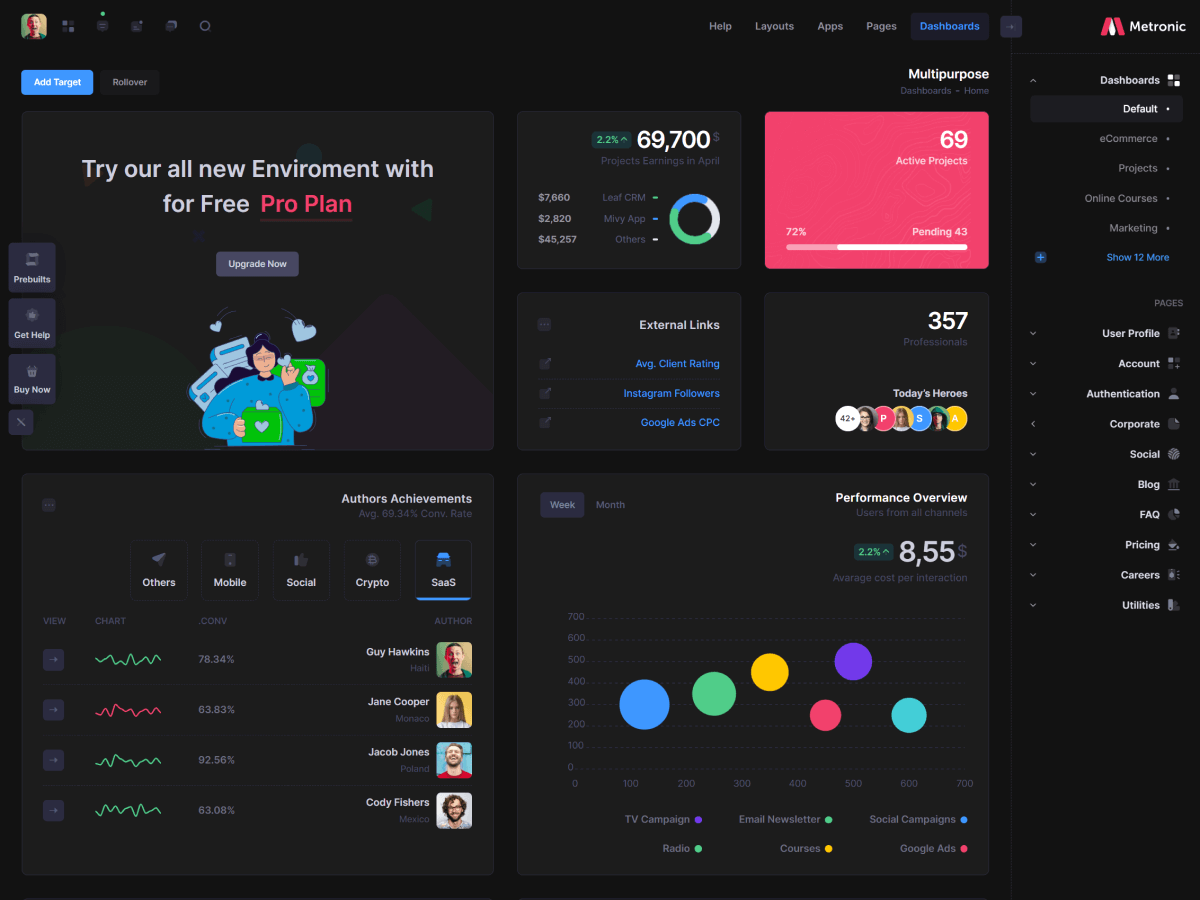 Metronic
Help
Layouts
Apps
Pages
Dashboards
Add Target
Rollover
Multipurpose
Dashboards – Home
Try our all new Enviroment with
for Free Pro Plan
Upgrade Now
Prebuilts
Get Help
Buy Now
2.2%
69,700 $
Projects Earnings in April
$7,660 Leaf CRM
$2,820 Mivy App
$45,257 Others
69
Active Projects
72% Pending 43
External Links
Avg. Client Rating
Instagram Followers
Google Ads CPC
357
Professionals
Today's Heroes
42+ P S A
Authors Achievements
Avg. 69.34% Conv. Rate
Others
Mobile
Social
Crypto
SaaS
VIEW CHART .CONV AUTHOR
78.34% Guy Hawkins
Haiti
63.83% Jane Cooper
Monaco
92.56% Jacob Jones
Poland
63.08% Cody Fishers
Mexico
Week
Month
Performance Overview
Users from all channels
2.2%
8,55 $
Avarage cost per interaction
700
600
500
400
300
200
100
0
0 100 200 300 400 500 600 700
TV Campaign Email Newsletter Social Campaigns
Radio Courses Google Ads
Dashboards
Default
eCommerce
Projects
Online Courses
Marketing
Show 12 More
PAGES
User Profile
Account
Authentication
Corporate
Social
Blog
FAQ
Pricing
Careers
Utilities